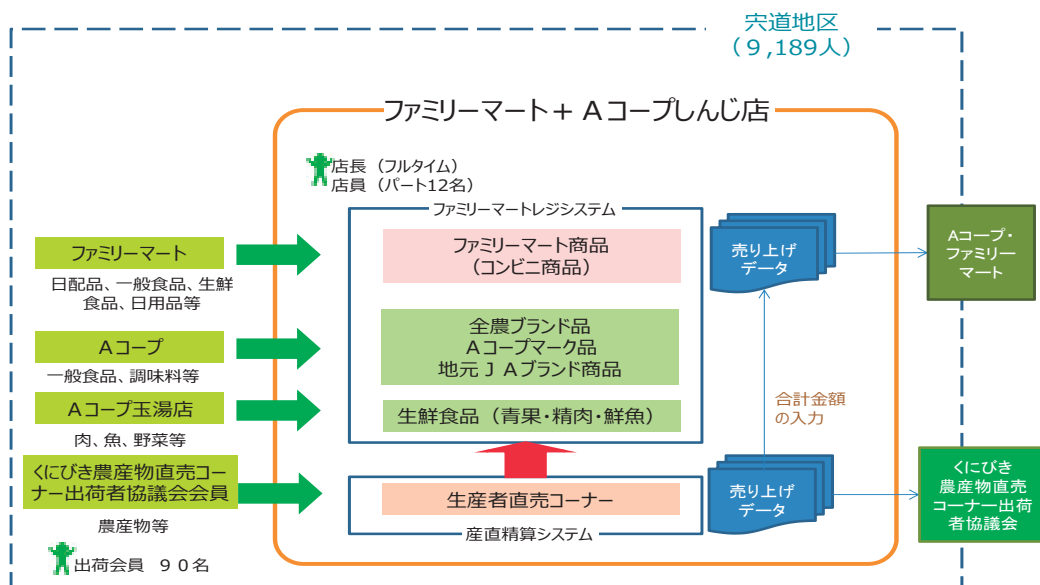 宍道地区
(9,189人)
ファミリーマート+Aコープしんじ店
店長(フルタイム)
店員(パート12名)
ファミリーマートレジシステム
ファミリーマート商品
(コンビニ商品)
全農ブランド品
Aコープマーク品
地元JAブランド商品
生鮮食品(青果・精肉・鮮魚)
生産者直売コーナー
産直精算システム
ファミリーマート
日配品、一般食品、生鮮
食品、日用品等
Aコープ
一般食品、調味料等
Aコープ玉湯店
肉、魚、野菜等
くにびき農産物直売コー
ナー出荷者協議会会員
農産物等
出荷会員 90名
売り上げ
データ
合計金額
の入力
売り上げ
データ
Aコープ・
ファミリー
マート
くにびき
農産物直売
コーナー出荷
者協議会